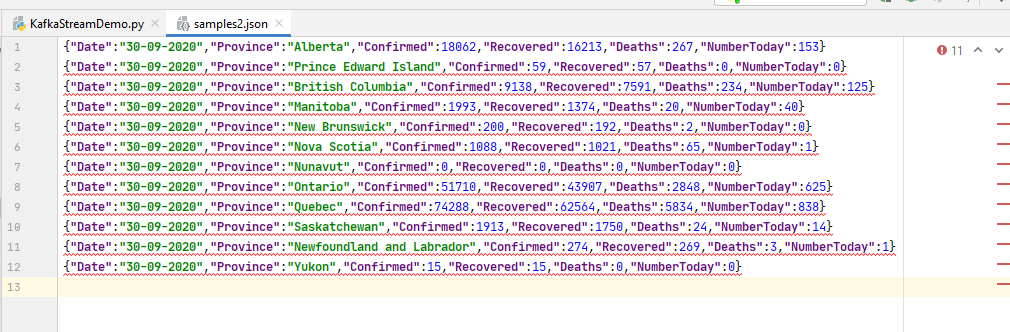 KafkaStreamDemo.py samples2.json
1 {"Date":"30-09-2020","Province":"Alberta","Confirmed":18062,"Recovered":16213,"Deaths":267,"NumberToday":153} 11
2 {"Date":"30-09-2020","Province":"Prince Edward Island","Confirmed":59,"Recovered":57,"Deaths":0,"NumberToday":0}
3 {"Date":"30-09-2020","Province":"British Columbia","Confirmed":9138,"Recovered":7591,"Deaths":234,"NumberToday":125}
4 {"Date":"30-09-2020","Province":"Manitoba","Confirmed":1993,"Recovered":1374,"Deaths":20,"NumberToday":40}
5 {"Date":"30-09-2020","Province":"New Brunswick","Confirmed":200,"Recovered":192,"Deaths":2,"NumberToday":0}
6 {"Date":"30-09-2020","Province":"Nova Scotia","Confirmed":1088,"Recovered":1021,"Deaths":65,"NumberToday":1}
7 {"Date":"30-09-2020","Province":"Nunavut","Confirmed":0,"Recovered":0,"Deaths":0,"NumberToday":0}
8 {"Date":"30-09-2020","Province":"Ontario","Confirmed":51710,"Recovered":43907,"Deaths":2848,"NumberToday":625}
9 {"Date":"30-09-2020","Province":"Quebec","Confirmed":74288,"Recovered":62564,"Deaths":5834,"NumberToday":838}
10 {"Date":"30-09-2020","Province":"Saskatchewan","Confirmed":1913,"Recovered":1750,"Deaths":24,"NumberToday":14}
11 {"Date":"30-09-2020","Province":"Newfoundland and Labrador","Confirmed":274,"Recovered":269,"Deaths":3,"NumberToday":1}
12 {"Date":"30-09-2020","Province":"Yukon","Confirmed":15,"Recovered":15,"Deaths":0,"NumberToday":0}
13